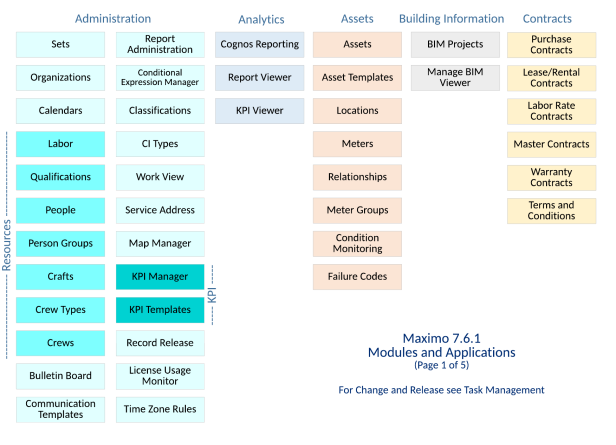 Administration
Analytics
Assets
Building Information
Contracts
Sets
Report
Administration
Cognos Reporting
Assets
BIM Projects
Purchase
Contracts
Organizations
Conditional
Expression Manager
Report Viewer
Asset Templates
Manage BIM
Viewer
Lease/Rental
Contracts
Calendars
Classifications
KPI Viewer
Locations
Labor Rate
Contracts
Labor
CI Types
Meters
Master Contracts
Qualifications
Work View
Relationships
Warranty
Contracts
People
Service Address
Meter Groups
Terms and
Conditions
Person Groups
Map Manager
Condition
Monitoring
Crafts
KPI Manager
Failure Codes
Crew Types
KPI Templates
Crews
Record Release
Bulletin Board
License Usage
Monitor
Communication
Templates
Time Zone Rules
Resources
KPI
Maximo 7.6.1
Modules and Applications
(Page 1 of 5)
For Change and Release see Task Management